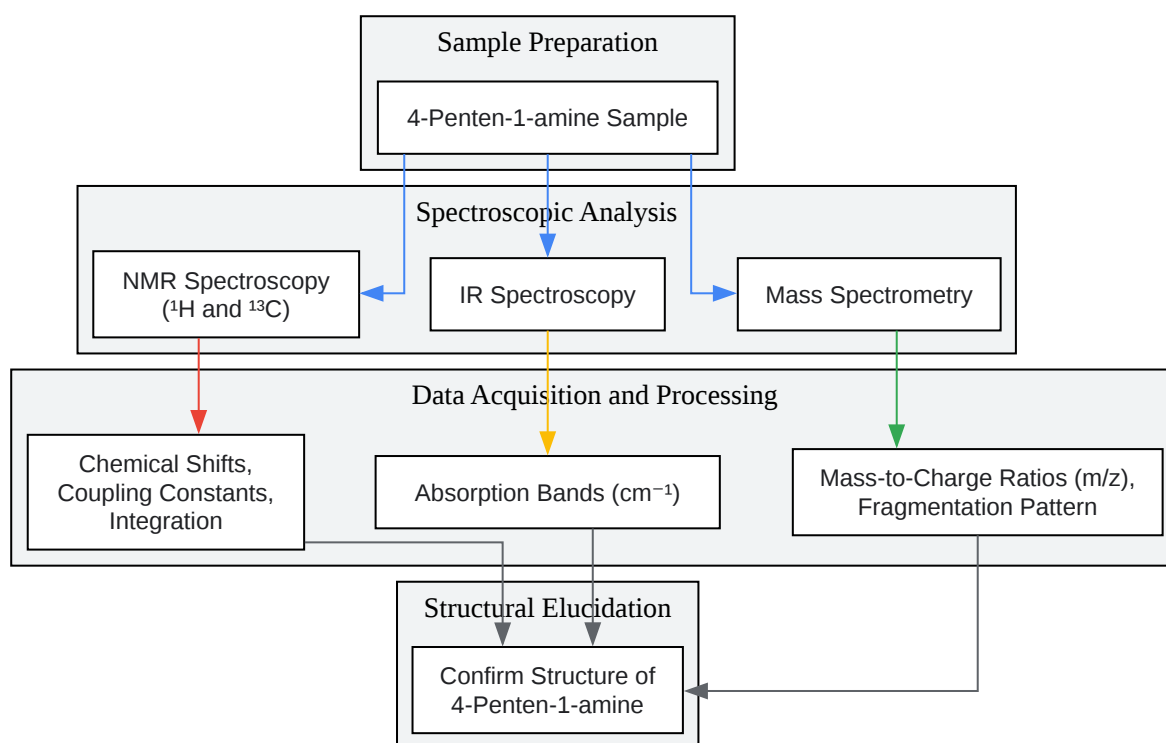 Sample Preparation
4-Penten-1-amine Sample
Spectroscopic Analysis
NMR Spectroscopy
(¹H and ¹³C)
IR Spectroscopy
Mass Spectrometry
Data Acquisition and Processing
Chemical Shifts,
Coupling Constants,
Integration
Absorption Bands (cm⁻¹)
Mass-to-Charge Ratios (m/z),
Fragmentation Pattern
Structural Elucidation
Confirm Structure of
4-Penten-1-amine